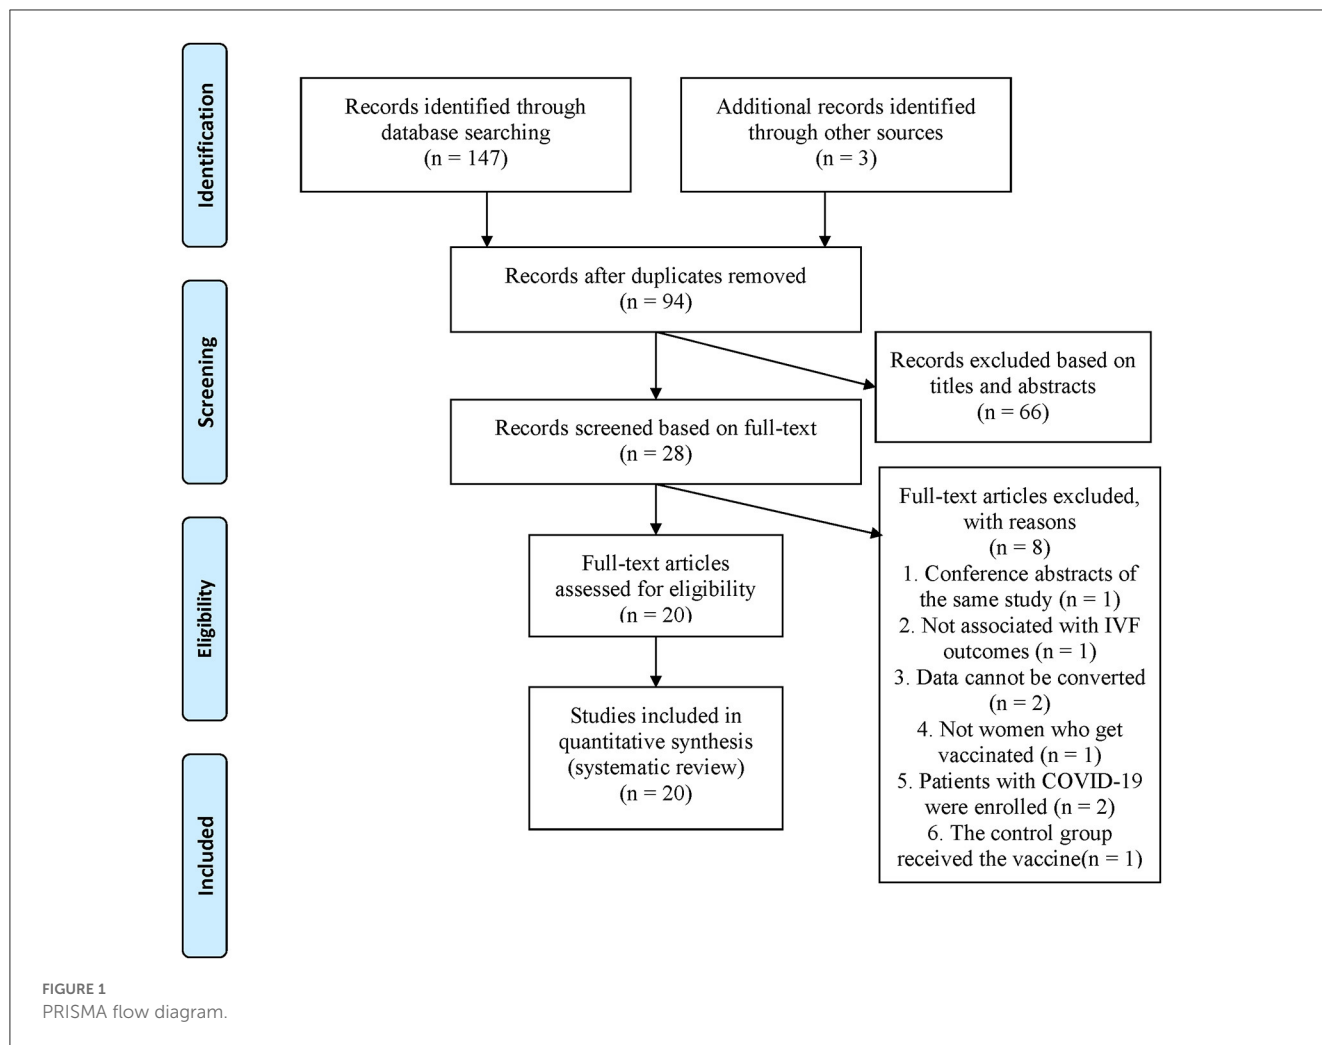 Identification
Records identified through
database searching
(n = 147)
Additional records identified
through other sources
(n = 3)
Records after duplicates removed
(n = 94)
Screening
Records excluded based on
titles and abstracts
(n = 66)
Records screened based on full-text
(n = 28)
Eligibility
Full-text articles excluded,
with reasons
(n = 8)
1. Conference abstracts of
the same study (n = 1)
2. Not associated with IVF
outcomes (n = 1)
3. Data cannot be converted
(n = 2)
4. Not women who get
vaccinated (n = 1)
5. Patients with COVID-19
were enrolled (n = 2)
6. The control group
received the vaccine(n = 1)
Full-text articles
assessed for eligibility
(n = 20)
Included
Studies included in
quantitative synthesis
(systematic review)
(n = 20)
FIGURE 1
PRISMA flow diagram.